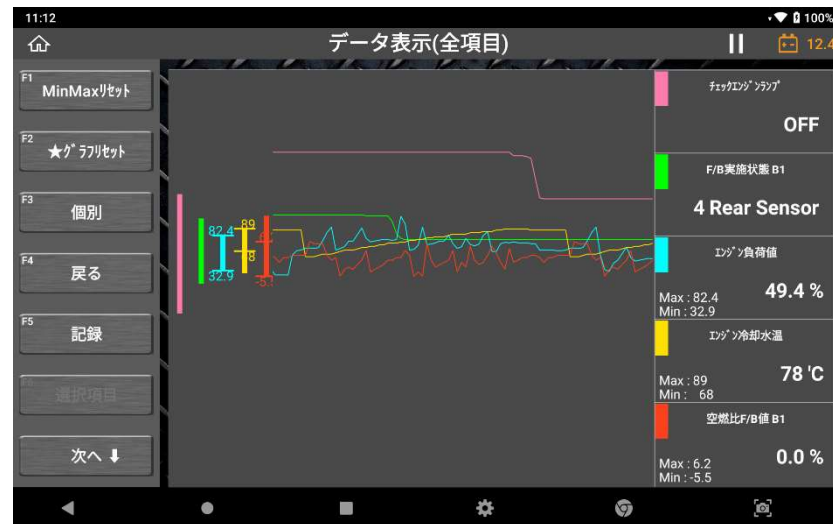 11:12
100%
データ表示(全項目)
12.4
F1
MinMaxﾘｾｯﾄ
F2
★ｸﾞﾗﾌﾘｾｯﾄ
F3
個別
F4
戻る
F5
記録
選択項目
次へ ⬇
82.4
89
32.9
-5.5
ﾁｪｯｸｴﾝｼﾞﾝﾗﾝﾌﾟ
OFF
F/B実施状態 B1
4 Rear Sensor
ｴﾝｼﾞﾝ負荷値
49.4 %
Max : 82.4
Min : 32.9
ｴﾝｼﾞﾝ冷却水温
78 'C
Max : 89
Min : 68
空燃比F/B値 B1
0.0 %
Max : 6.2
Min : -5.5